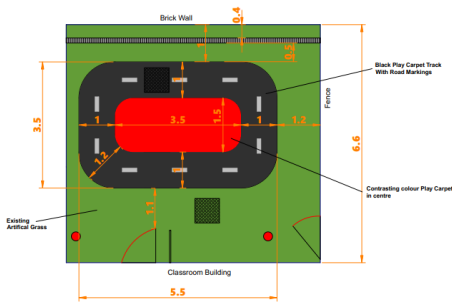 Brick Wall
0.4
1
0.5
Black Play Carpet Track
With Road Markings
Fence
1
3.5
1
3.5
1.5
1
1.2
6.6
1.2
Contrasting colour Play Carpet
in centre
1
1.1
Existing
Artifical Grass
Classroom Building
5.5